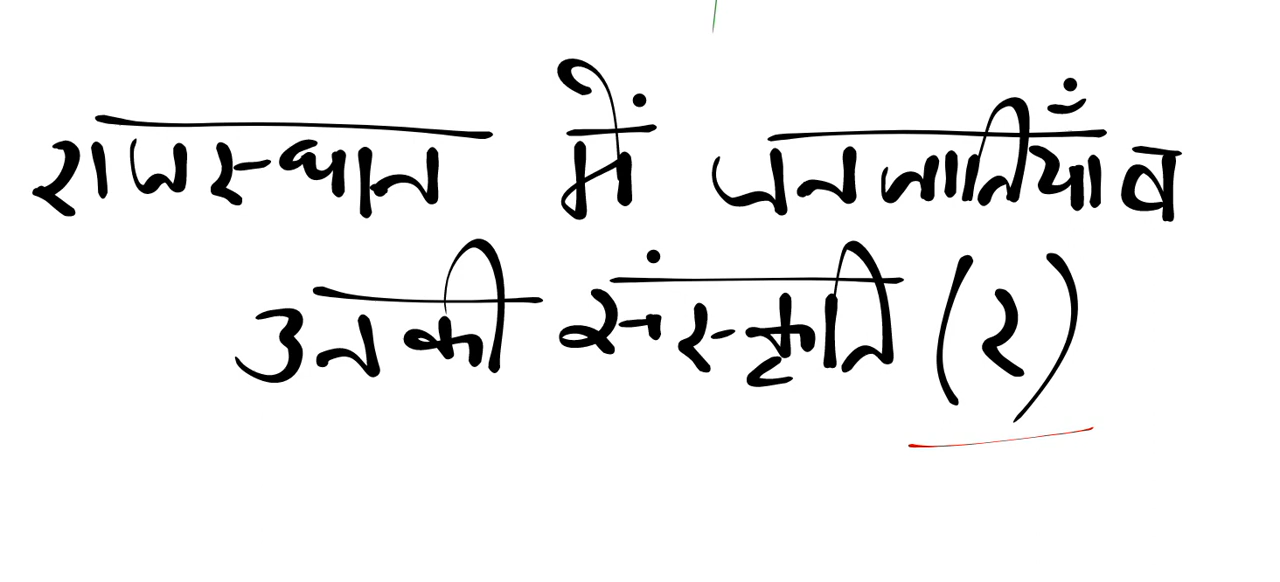 राजस्थान में जनजातियाँ व
उनकी संस्कृति (२)